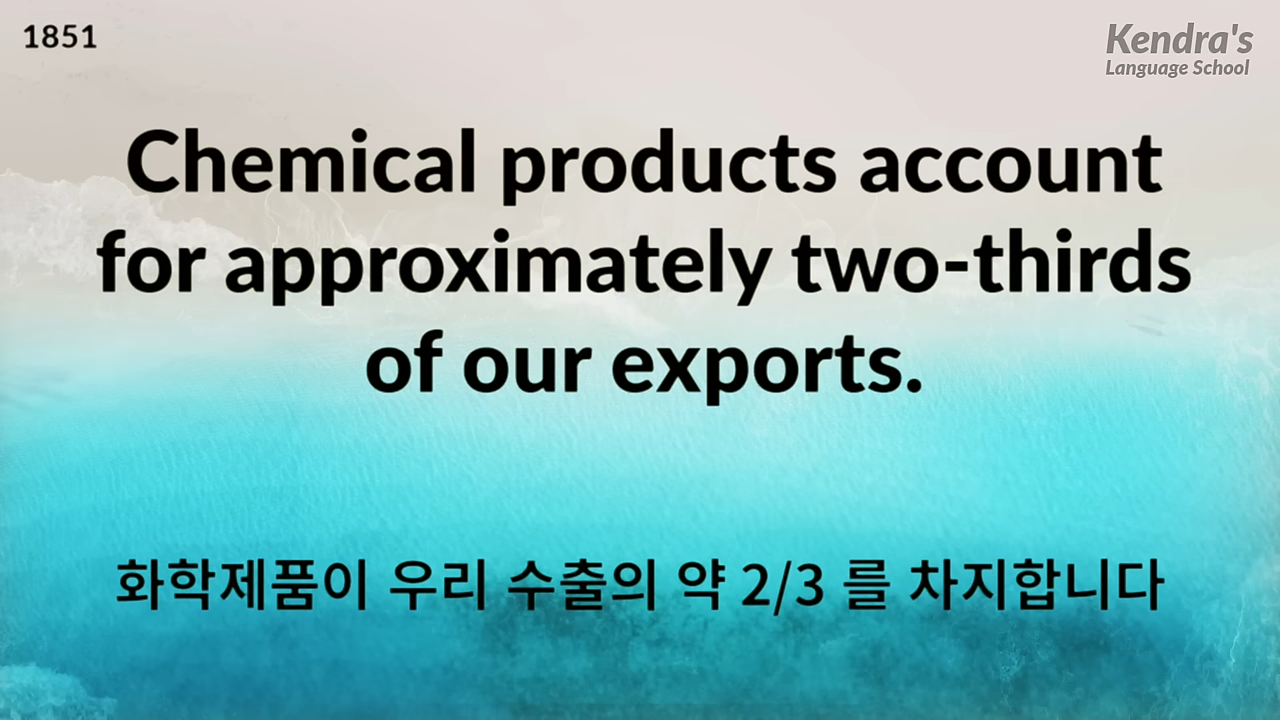 1851
Kendra's
Language School
Chemical products account
for approximately two-thirds
of our exports.
화학제품이 우리 수출의 약 2/3 를 차지합니다